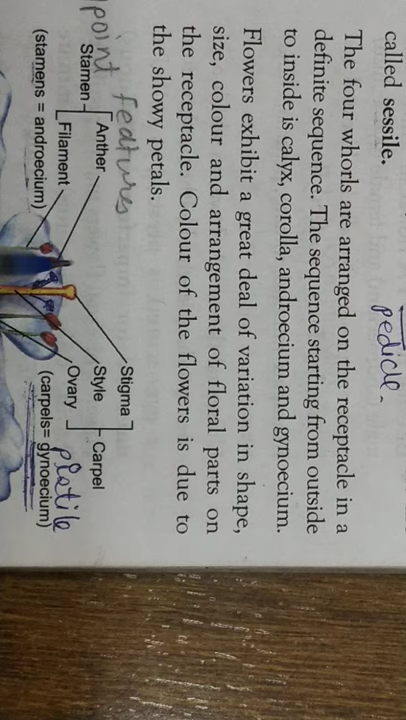 called sessile.
pedicle-
The four whorls are arranged on the receptacle in a
definite sequence. The sequence starting from outside
to inside is calyx, corolla, androecium and gynoecium.
Flowers exhibit a great deal of variation in shape,
size, colour and arrangement of floral parts on
the receptacle. Colour of the flowers is due to
the showy petals.
point Features
Stamen
Anther
Filament
(stamens = androecium)
Stigma
Style
Ovary
Carpel
(carpels= gynoecium)